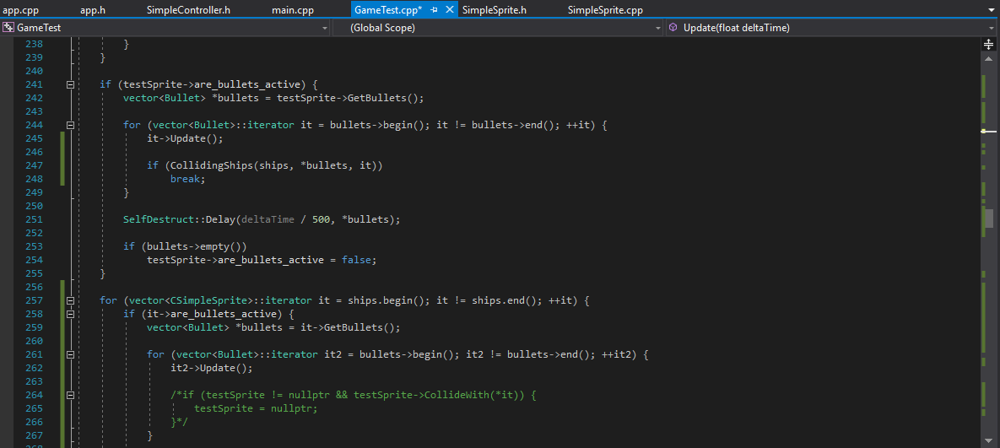 app.cpp app.h SimpleController.h main.cpp GameTest.cpp* SimpleSprite.h SimpleSprite.cpp
GameTest (Global Scope) Update(float deltaTime)
238 }
239 }
240
241 if (testSprite->are_bullets_active) {
242 vector<Bullet> *bullets = testSprite->GetBullets();
243
244 for (vector<Bullet>::iterator it = bullets->begin(); it != bullets->end(); ++it) {
245 it->Update();
246
247 if (CollidingShips(ships, *bullets, it))
248 break;
249 }
250
251 SelfDestruct::Delay(deltaTime / 500, *bullets);
252
253 if (bullets->empty())
254 testSprite->are_bullets_active = false;
255 }
256
257 for (vector<CSimpleSprite>::iterator it = ships.begin(); it != ships.end(); ++it) {
258 if (it->are_bullets_active) {
259 vector<Bullet> *bullets = it->GetBullets();
260
261 for (vector<Bullet>::iterator it2 = bullets->begin(); it2 != bullets->end(); ++it2) {
262 it2->Update();
263
264 /*if (testSprite != nullptr && testSprite->CollideWith(*it)) {
265 testSprite = nullptr;
266 }*/
267 }